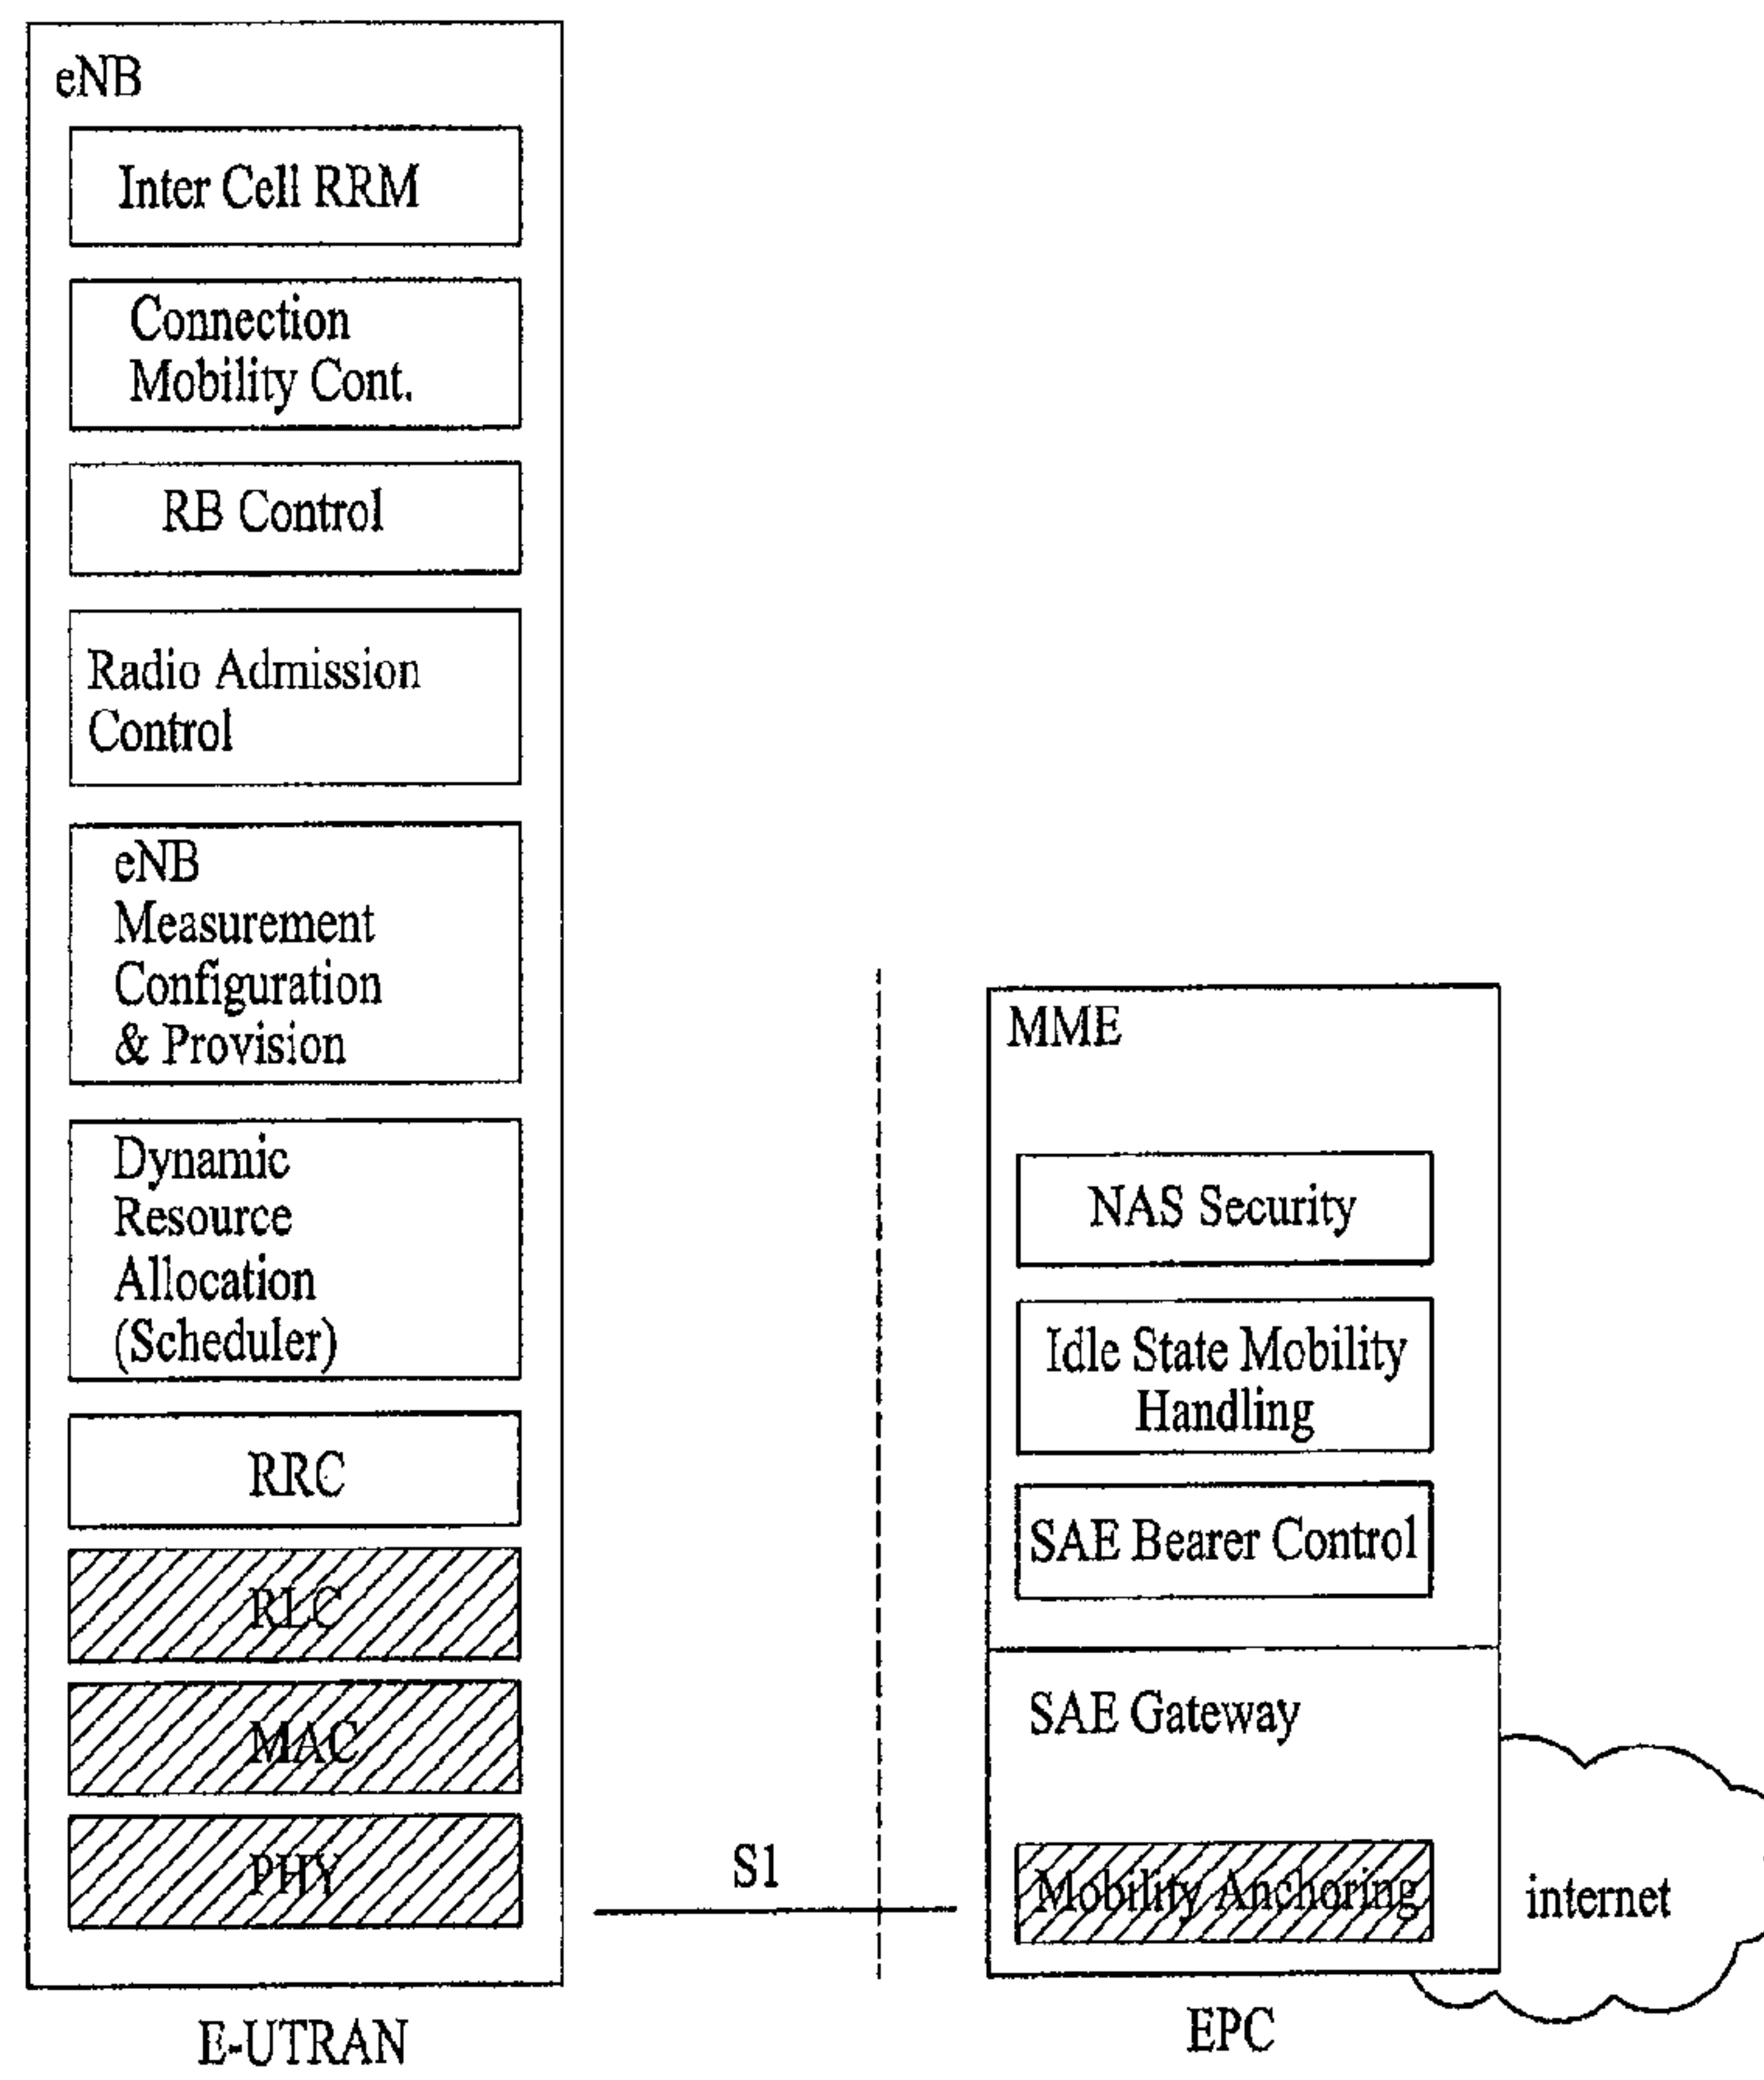 eNB
Inter Cell RRM
Connection
Mobility Cont.
RB Control
Radio Admission
Control
eNB
Measurement
Configuration
& Provision
Dynamic
Resource
Allocation
(Scheduler)
RRC
RLC
MAC
PHY
E-UTRAN
S1
MME
NAS Security
Idle State Mobility
Handling
SAE Bearer Control
SAE Gateway
Mobility Anchoring
EPC
internet